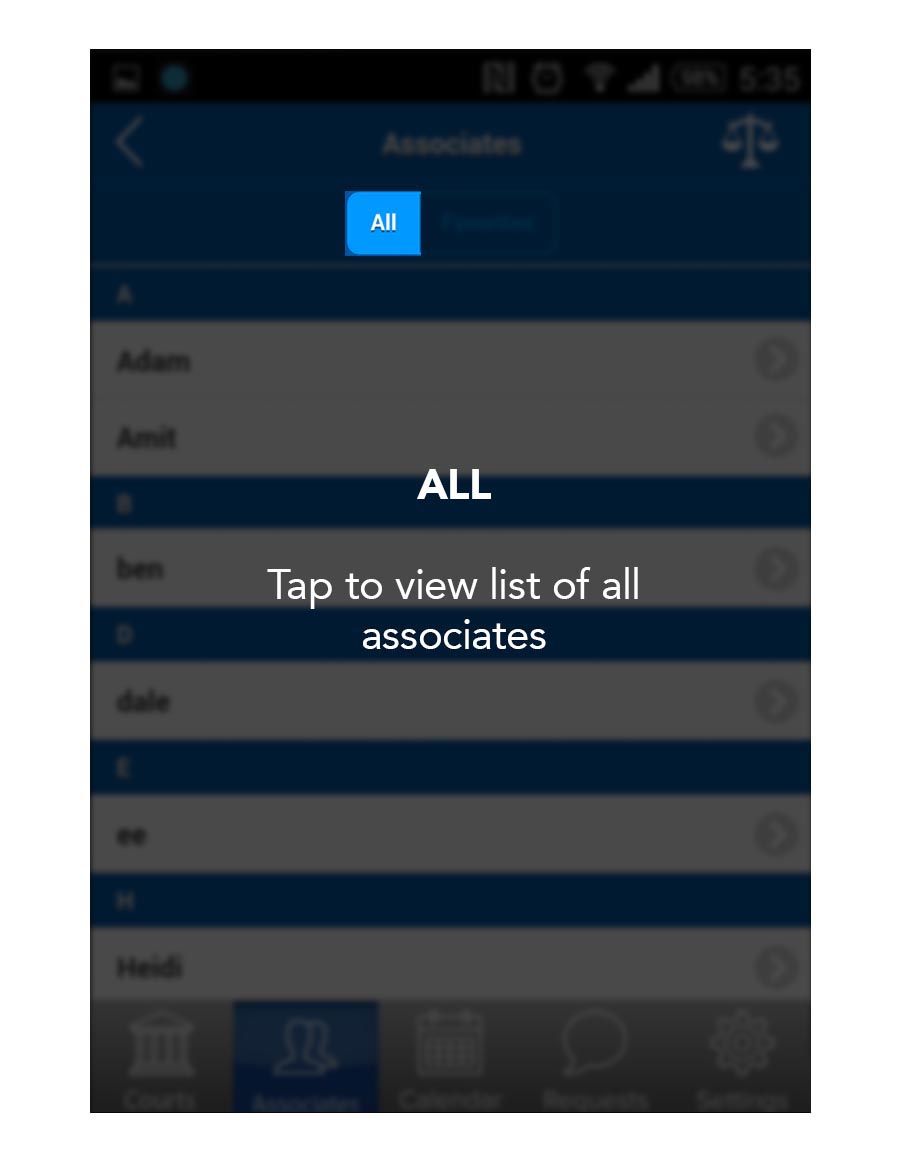 98% 5:35
Associates
All Favorites
A
Adam
Amit
B
ben
D
dale
E
ee
H
Heidi
ALL
Tap to view list of all
associates
Courts Associates Calendar Requests Settings